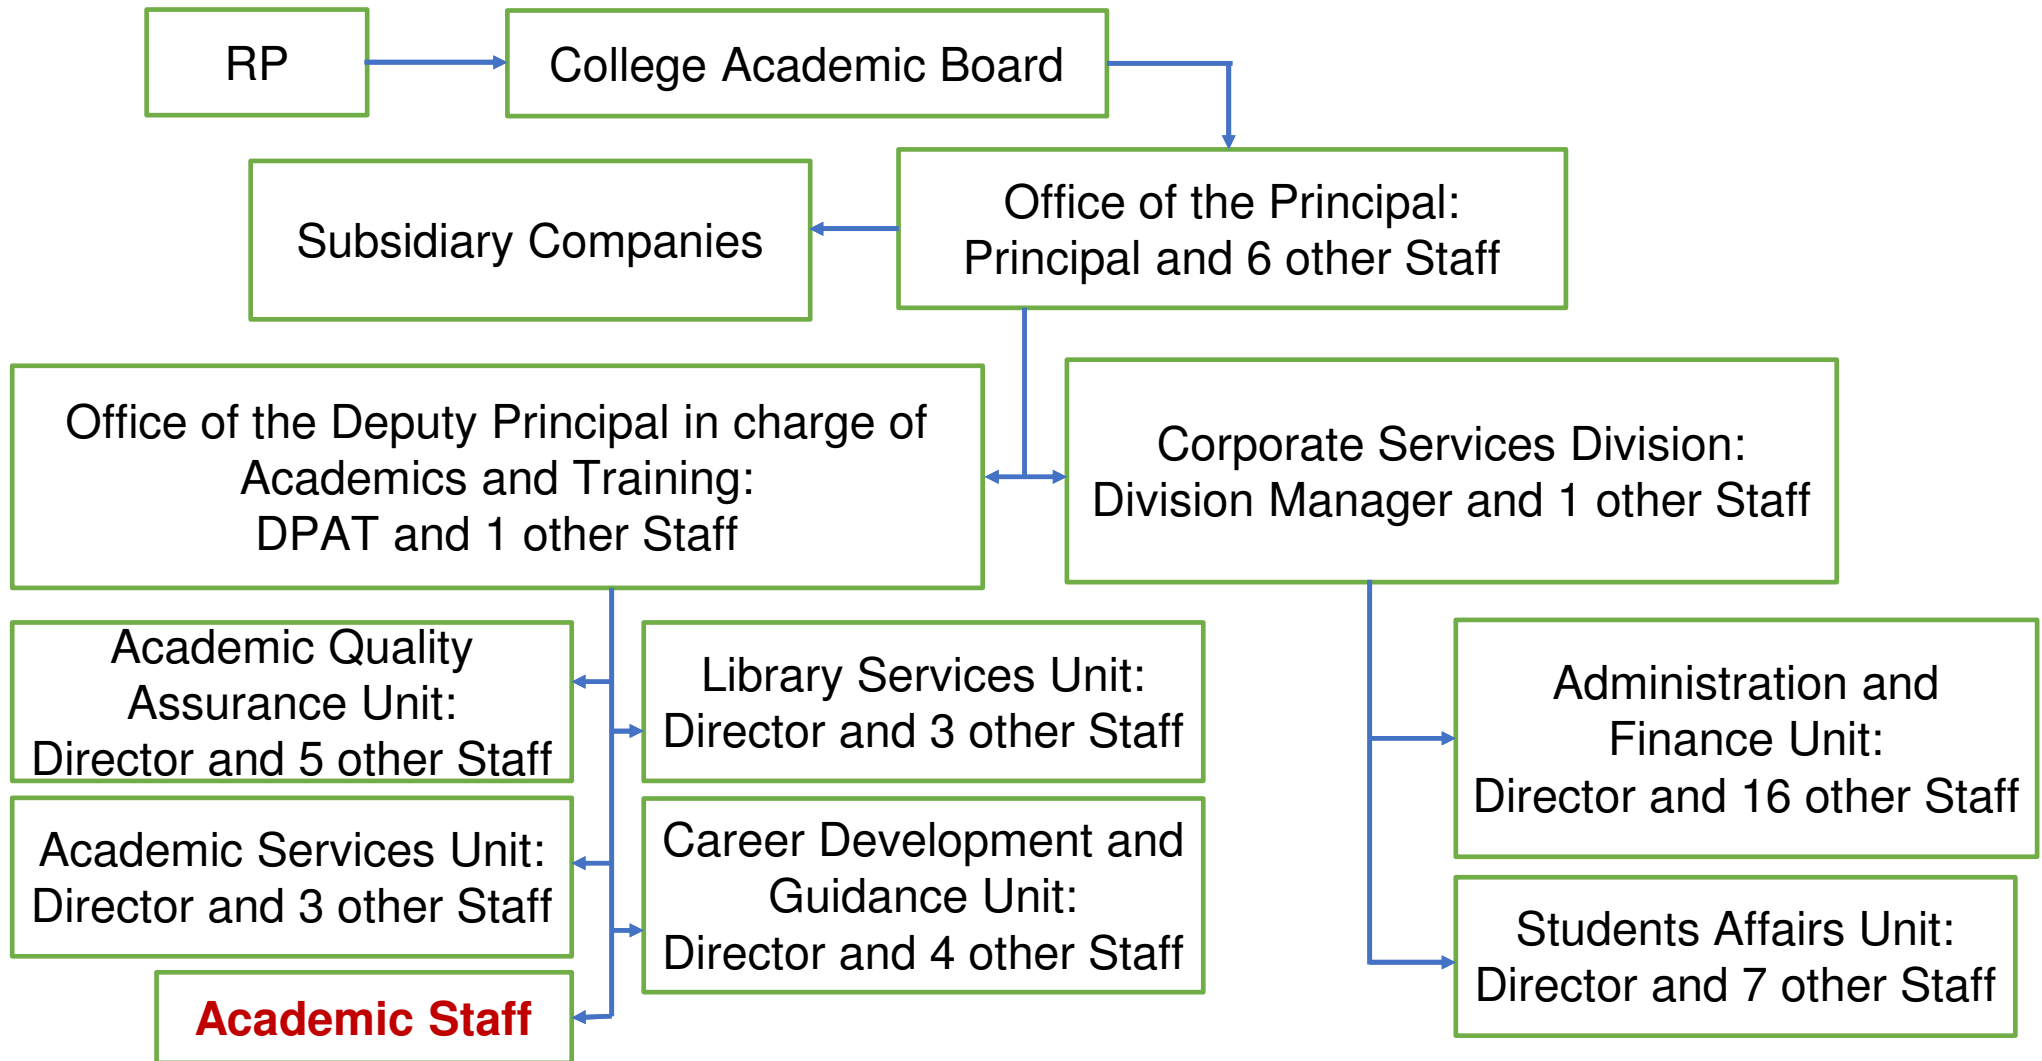 RP
College Academic Board
Subsidiary Companies
Office of the Principal:
Principal and 6 other Staff
Office of the Deputy Principal in charge of
Academics and Training:
DPAT and 1 other Staff
Corporate Services Division:
Division Manager and 1 other Staff
Academic Quality
Assurance Unit:
Director and 5 other Staff
Library Services Unit:
Director and 3 other Staff
Administration and
Finance Unit:
Director and 16 other Staff
Academic Services Unit:
Director and 3 other Staff
Career Development and
Guidance Unit:
Director and 4 other Staff
Students Affairs Unit:
Director and 7 other Staff
Academic Staff